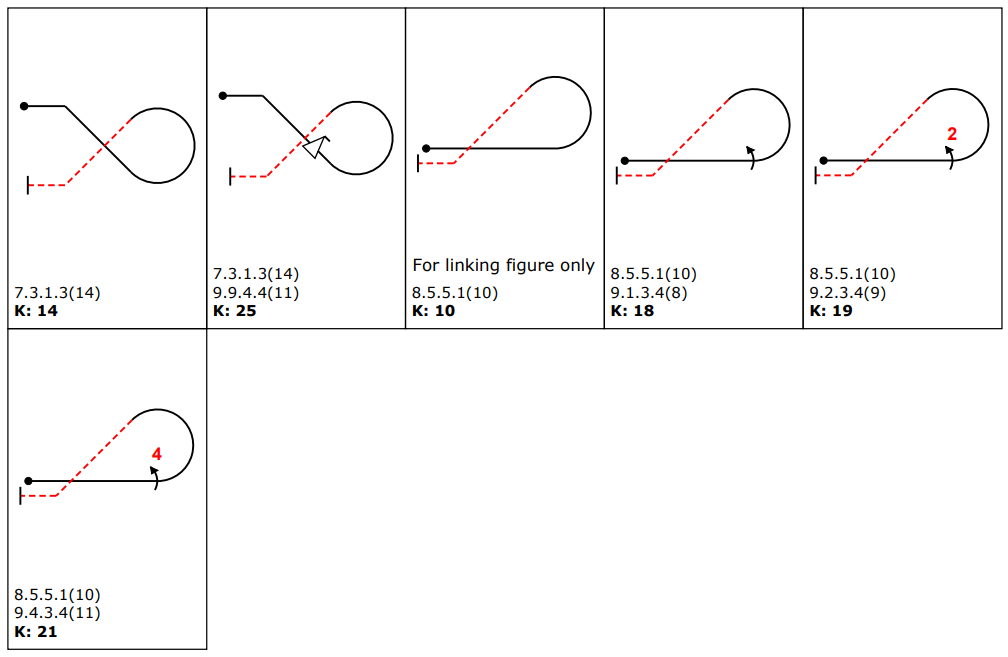 7.3.1.3(14)
K: 14
7.3.1.3(14)
9.9.4.4(11)
K: 25
For linking figure only
8.5.5.1(10)
K: 10
8.5.5.1(10)
9.1.3.4(8)
K: 18
2
8.5.5.1(10)
9.2.3.4(9)
K: 19
4
8.5.5.1(10)
9.4.3.4(11)
K: 21